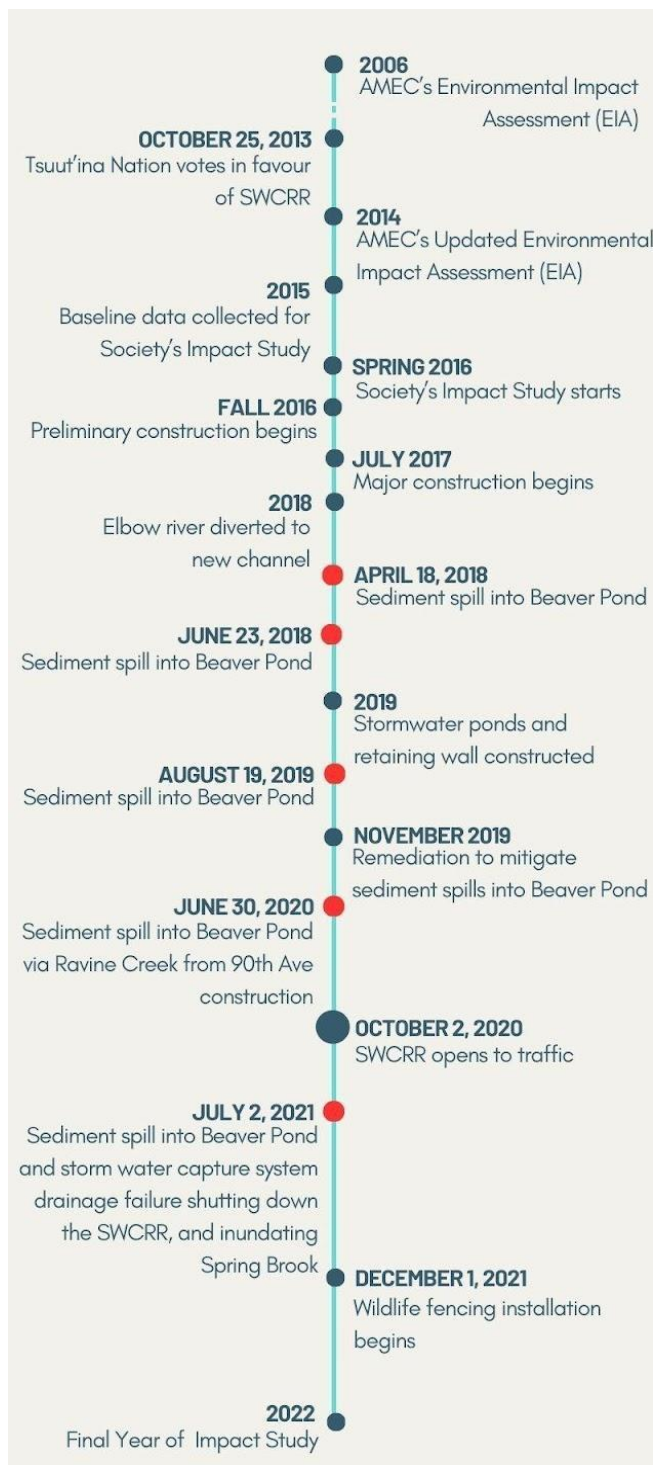 2006
AMEC's Environmental Impact
Assessment (EIA)
OCTOBER 25, 2013
Tsuut'ina Nation votes in favour
of SWCRR
2014
AMEC's Updated Environmental
Impact Assessment (EIA)
2015
Baseline data collected for
Society's Impact Study
SPRING 2016
Society's Impact Study starts
FALL 2016
Preliminary construction begins
JULY 2017
Major construction begins
2018
Elbow river diverted to
new channel
APRIL 18, 2018
Sediment spill into Beaver Pond
JUNE 23, 2018
Sediment spill into Beaver Pond
2019
Stormwater ponds and
retaining wall constructed
AUGUST 19, 2019
Sediment spill into Beaver Pond
NOVEMBER 2019
Remediation to mitigate
sediment spills into Beaver Pond
JUNE 30, 2020
Sediment spill into Beaver Pond
via Ravine Creek from 90th Ave
construction
OCTOBER 2, 2020
SWCRR opens to traffic
JULY 2, 2021
Sediment spill into Beaver Pond
and storm water capture system
drainage failure shutting down
the SWCRR, and inundating
Spring Brook
DECEMBER 1, 2021
Wildlife fencing installation
begins
2022
Final Year of Impact Study